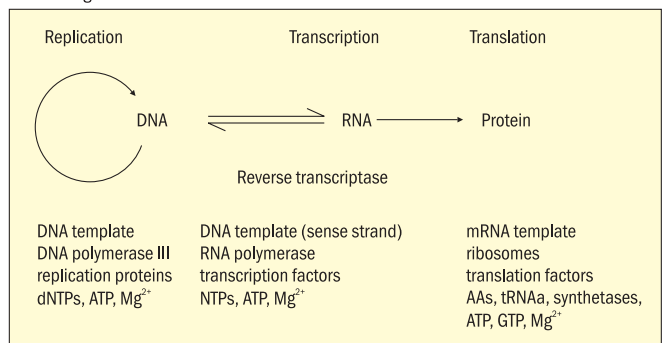 Replication Transcription Translation
DNA RNA Protein
Reverse transcriptase
DNA template
DNA polymerase III
replication proteins
dNTPs, ATP, Mg²⁺
DNA template (sense strand)
RNA polymerase
transcription factors
NTPs, ATP, Mg²⁺
mRNA template
ribosomes
translation factors
AAs, tRNAa, synthetases,
ATP, GTP, Mg²⁺